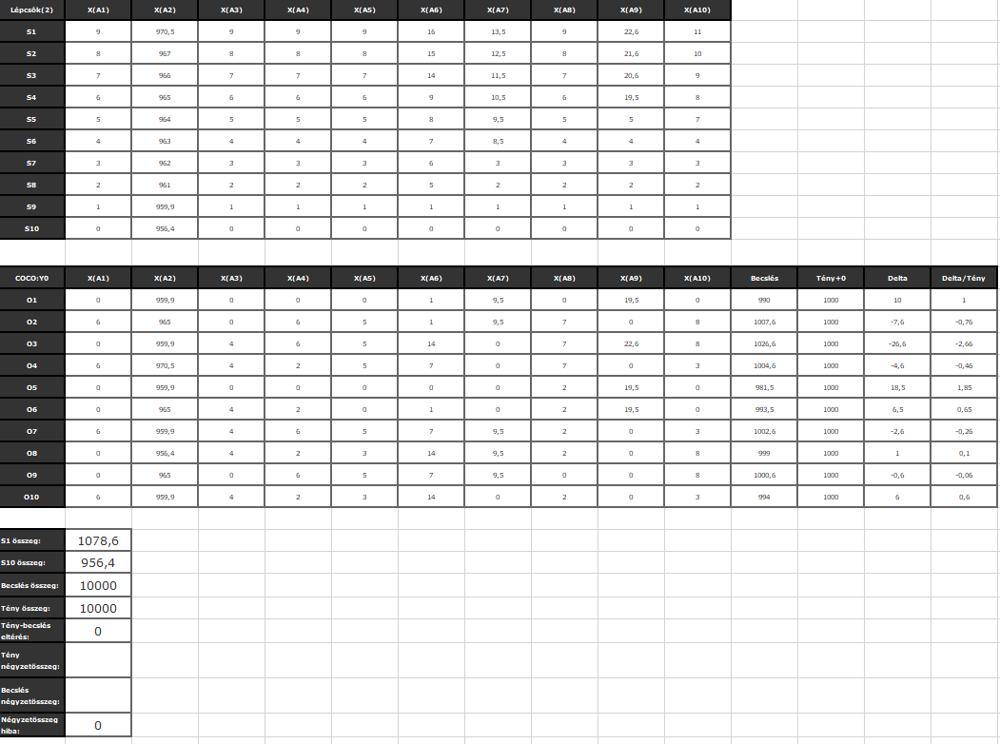 Lépcsők(2) X(A1) X(A2) X(A3) X(A4) X(A5) X(A6) X(A7) X(A8) X(A9) X(A10)
S1 9 970,5 9 9 9 16 13,5 9 22,6 11
S2 8 967 8 8 8 15 12,5 8 21,6 10
S3 7 966 7 7 7 14 11,5 7 20,6 9
S4 6 965 6 6 6 9 10,5 6 19,5 8
S5 5 964 5 5 5 8 9,5 5 5 7
S6 4 963 4 4 4 7 8,5 4 4 4
S7 3 962 3 3 3 6 3 3 3 3
S8 2 961 2 2 2 5 2 2 2 2
S9 1 959,9 1 1 1 1 1 1 1 1
S10 0 956,4 0 0 0 0 0 0 0 0
COCO:Y0 X(A1) X(A2) X(A3) X(A4) X(A5) X(A6) X(A7) X(A8) X(A9) X(A10) Becslés Tény+0 Delta Delta/Tény
O1 0 959,9 0 0 0 1 9,5 0 19,5 0 990 1000 10 1
O2 6 965 0 6 5 1 9,5 7 0 8 1007,6 1000 -7,6 -0,76
O3 0 959,9 4 6 5 14 0 7 22,6 8 1026,6 1000 -26,6 -2,66
O4 6 970,5 4 2 5 7 0 7 0 3 1004,6 1000 -4,6 -0,46
O5 0 959,9 0 0 0 0 0 2 19,5 0 981,5 1000 18,5 1,85
O6 0 965 4 2 0 1 0 2 19,5 0 993,5 1000 6,5 0,65
O7 6 959,9 4 6 5 7 9,5 2 0 3 1002,6 1000 -2,6 -0,26
O8 0 956,4 4 2 3 14 9,5 2 0 8 999 1000 1 0,1
O9 0 965 0 6 5 7 9,5 0 0 8 1000,6 1000 -0,6 -0,06
O10 6 959,9 4 2 3 14 0 2 0 3 994 1000 6 0,6
S1 összeg: 1078,6
S10 összeg: 956,4
Becslés összeg: 10000
Tény összeg: 10000
Tény-becslés
eltérés: 0
Tény
négyzetösszeg:
Becslés
négyzetösszeg:
Négyzetösszeg
hiba: 0